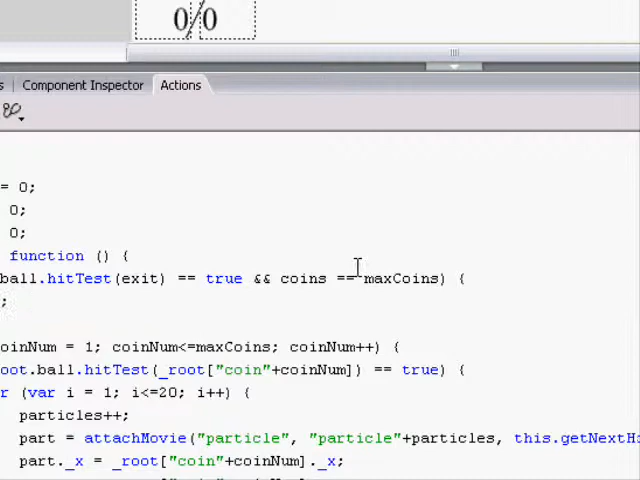 0/0
Component Inspector Actions
= 0;
0;
0;
function () {
ball.hitTest(exit) == true && coins == maxCoins) {
;
oinNum = 1; coinNum<=maxCoins; coinNum++) {
root.ball.hitTest(_root["coin"+coinNum]) == true) {
r (var i = 1; i<=20; i++) {
particles++;
part = attachMovie("particle", "particle"+particles, this.getNextH
part._x = _root["coin"+coinNum]._x;